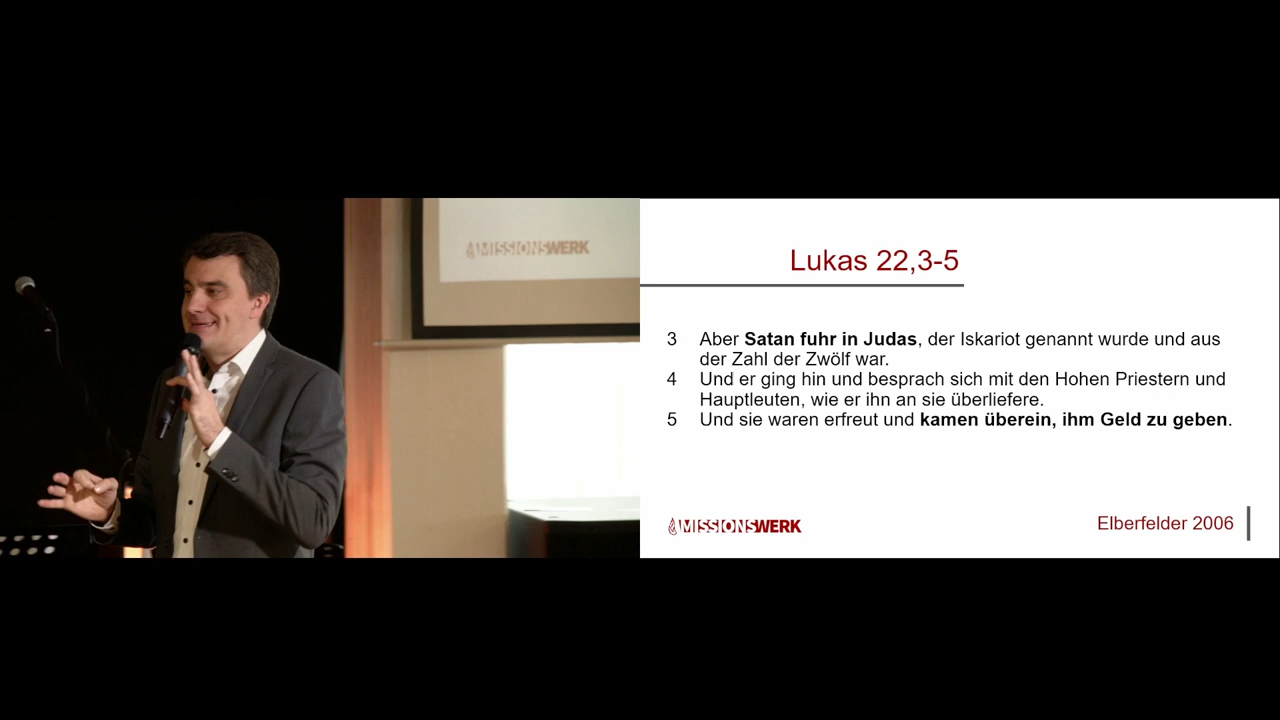 MISSIONSWERK
Lukas 22,3-5
3 Aber Satan fuhr in Judas, der Iskariot genannt wurde und aus
der Zahl der Zwölf war.
4 Und er ging hin und besprach sich mit den Hohen Priestern und
Hauptleuten, wie er ihn an sie überliefere.
5 Und sie waren erfreut und kamen überein, ihm Geld zu geben.
MISSIONSWERK
Elberfelder 2006